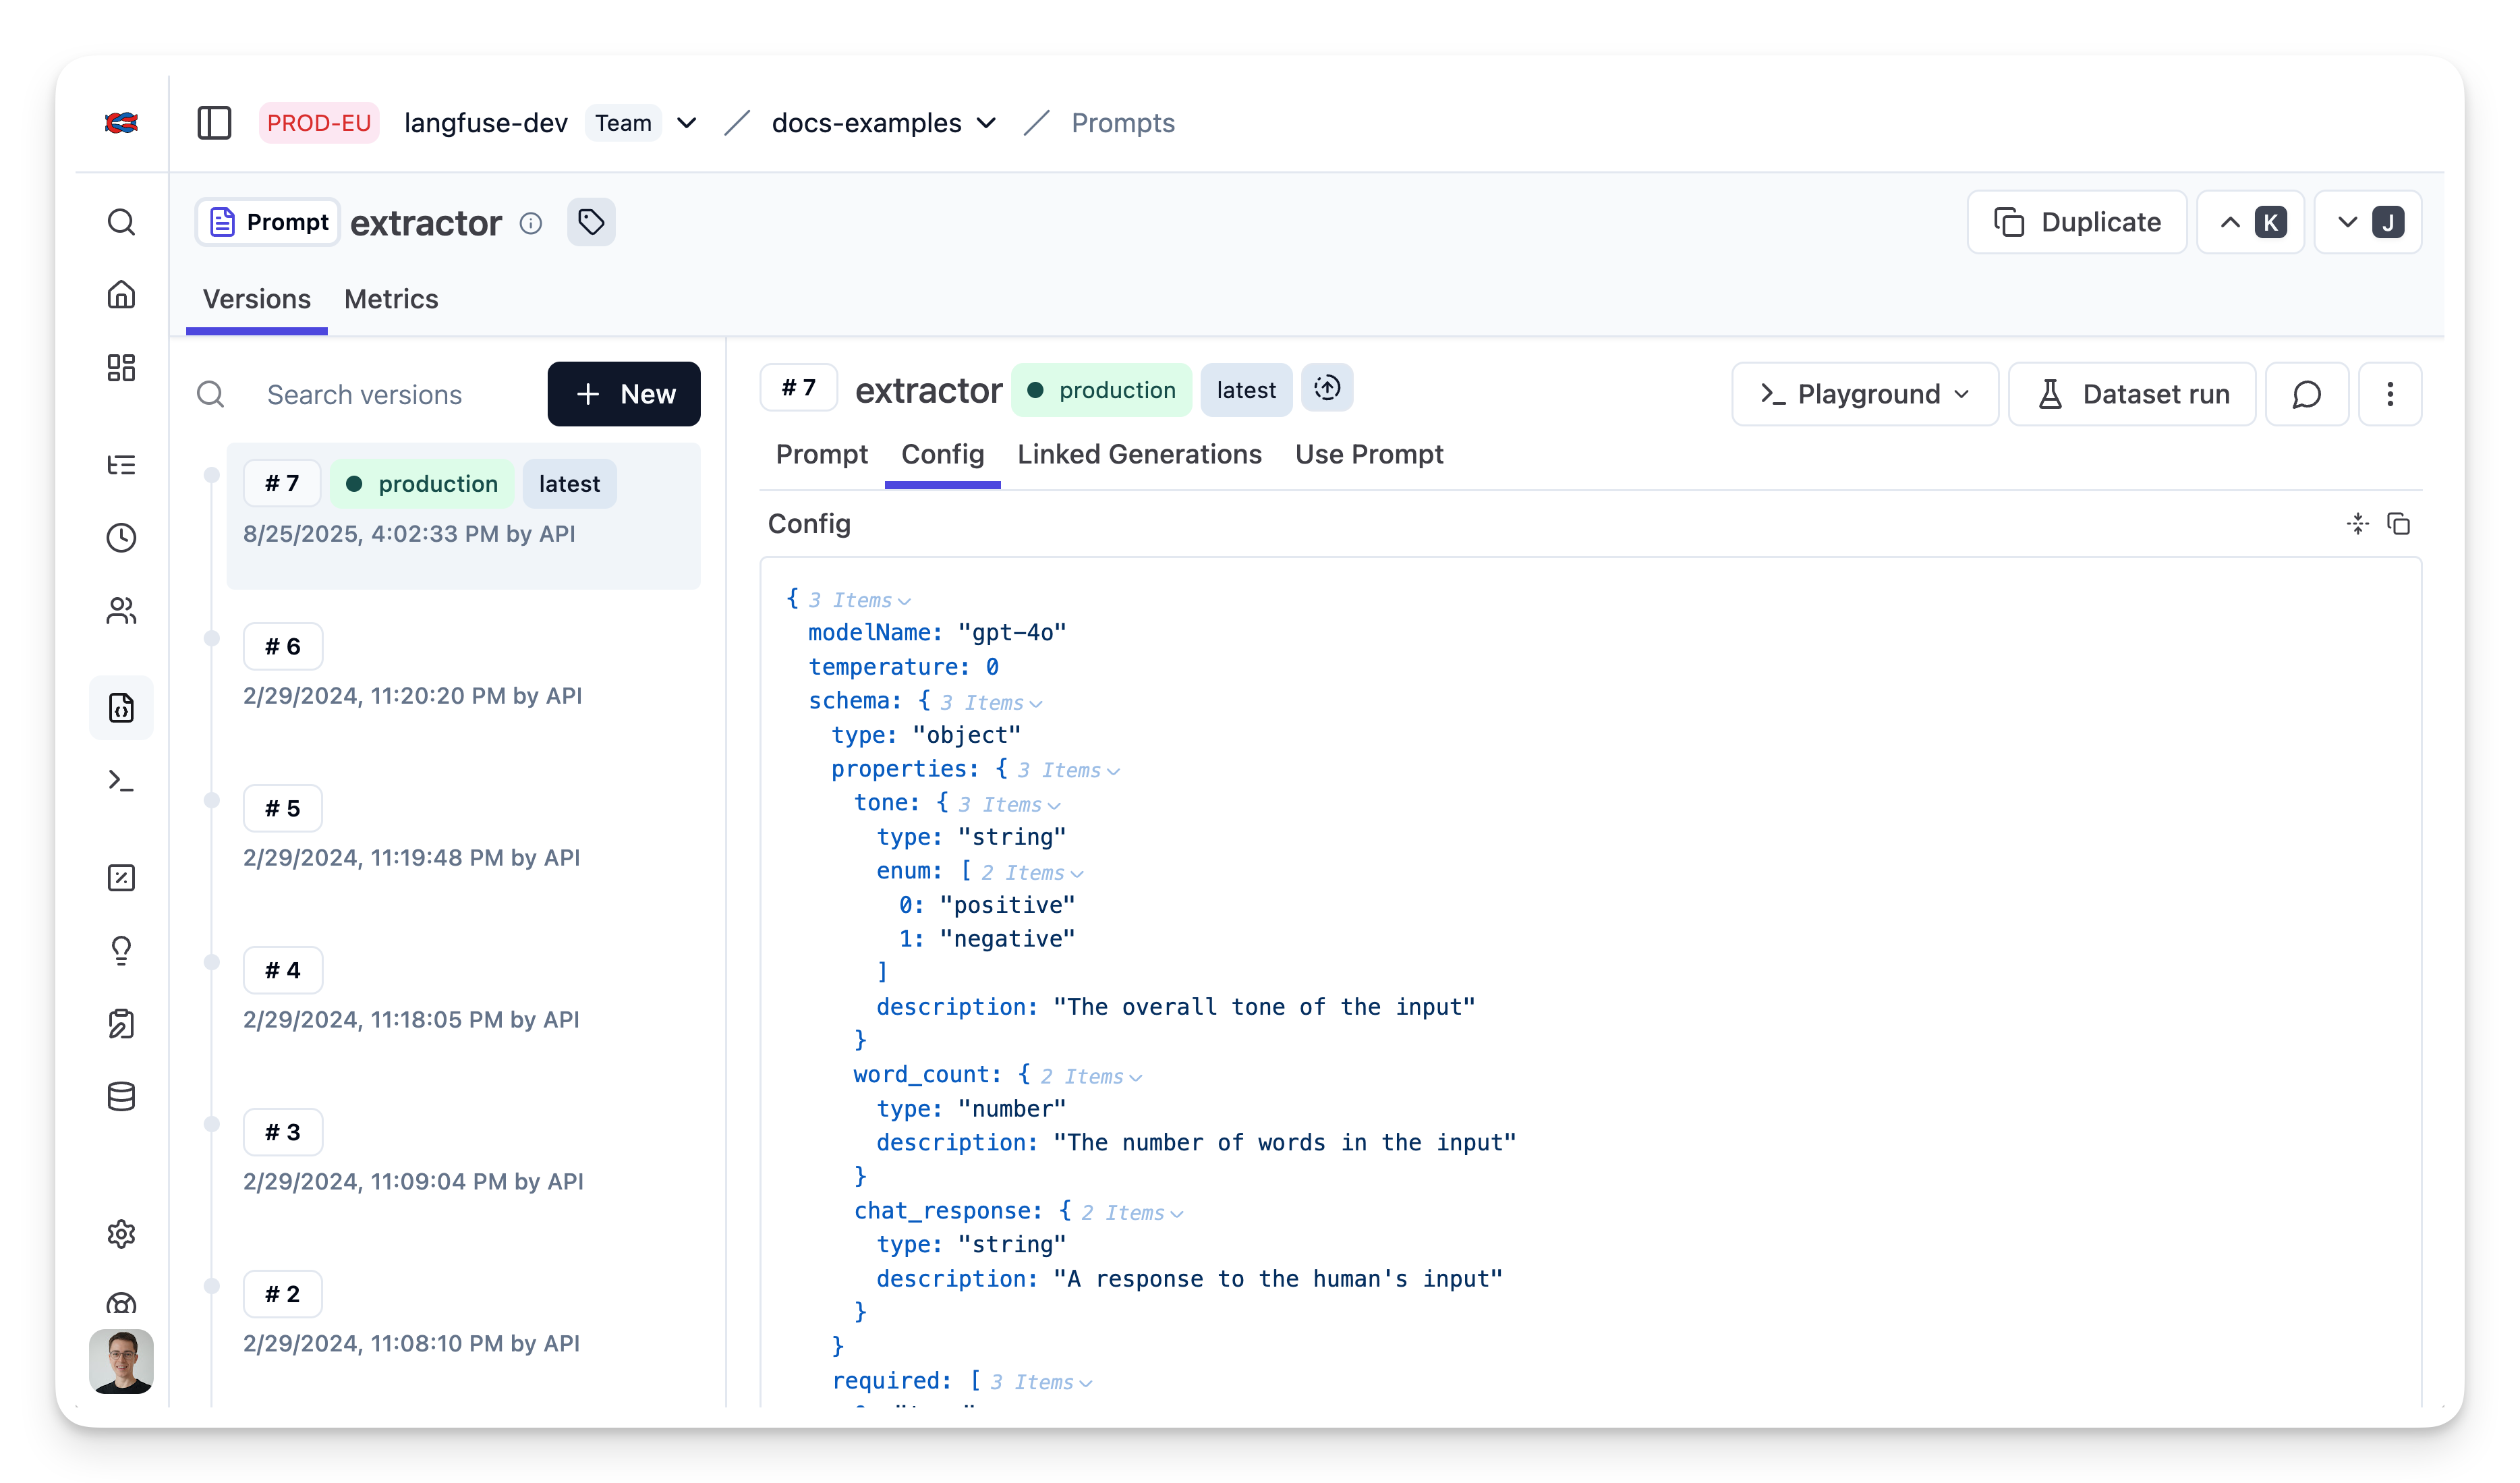 PROD-EU langfuse-dev Team docs-examples Prompts
Prompt extractor
Duplicate K J
Versions Metrics
Search versions
+ New
# 7 production latest
8/25/2025, 4:02:33 PM by API
# 6
2/29/2024, 11:20:20 PM by API
# 5
2/29/2024, 11:19:48 PM by API
# 4
2/29/2024, 11:18:05 PM by API
# 3
2/29/2024, 11:09:04 PM by API
# 2
2/29/2024, 11:08:10 PM by API
# 7 extractor production latest
Playground Dataset run
Prompt Config Linked Generations Use Prompt
Config
{ 3 Items
modelName: "gpt-4o"
temperature: 0
schema: { 3 Items
type: "object"
properties: { 3 Items
tone: { 3 Items
type: "string"
enum: [ 2 Items
0: "positive"
1: "negative"
]
description: "The overall tone of the input"
}
word_count: { 2 Items
type: "number"
description: "The number of words in the input"
}
chat_response: { 2 Items
type: "string"
description: "A response to the human's input"
}
}
required: [ 3 Items